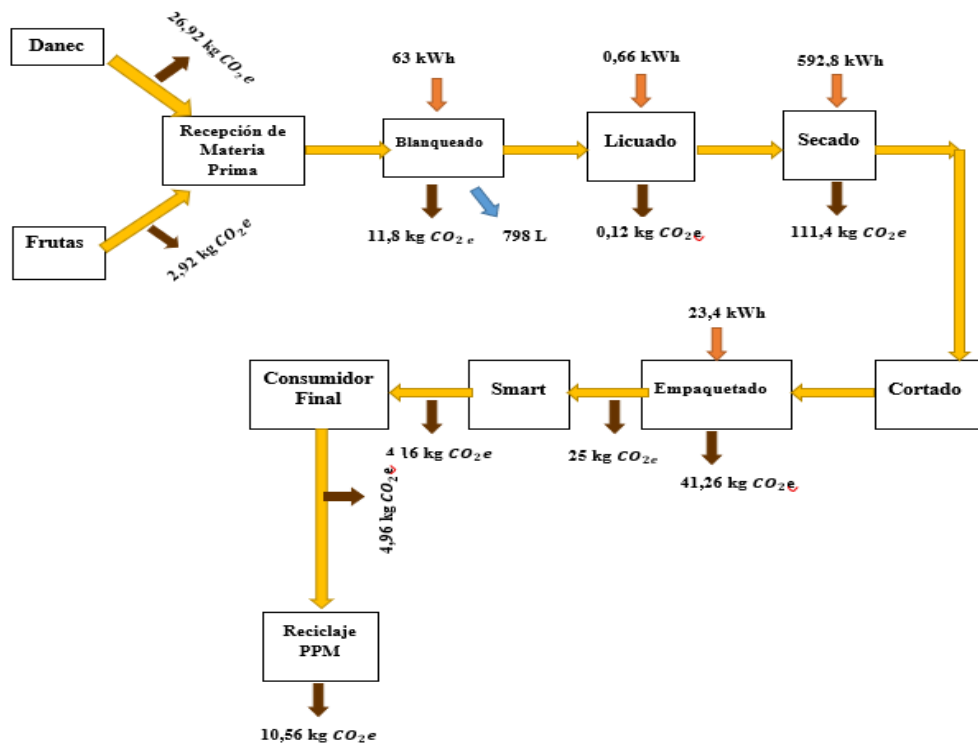 Danec
26,92 kg CO₂e
Recepción de
Materia
Prima
Frutas
2,92 kg CO₂e
63 kWh
Blanqueado
11,8 kg CO₂ e
798 L
0,66 kWh
Licuado
0,12 kg CO₂e
592,8 kWh
Secado
111,4 kg CO₂e
Cortado
23,4 kWh
Empaquetado
41,26 kg CO₂e
25 kg CO₂e
Smart
4,16 kg CO₂e
Consumidor
Final
4,96 kg CO₂e
Reciclaje
PPM
10,56 kg CO₂e